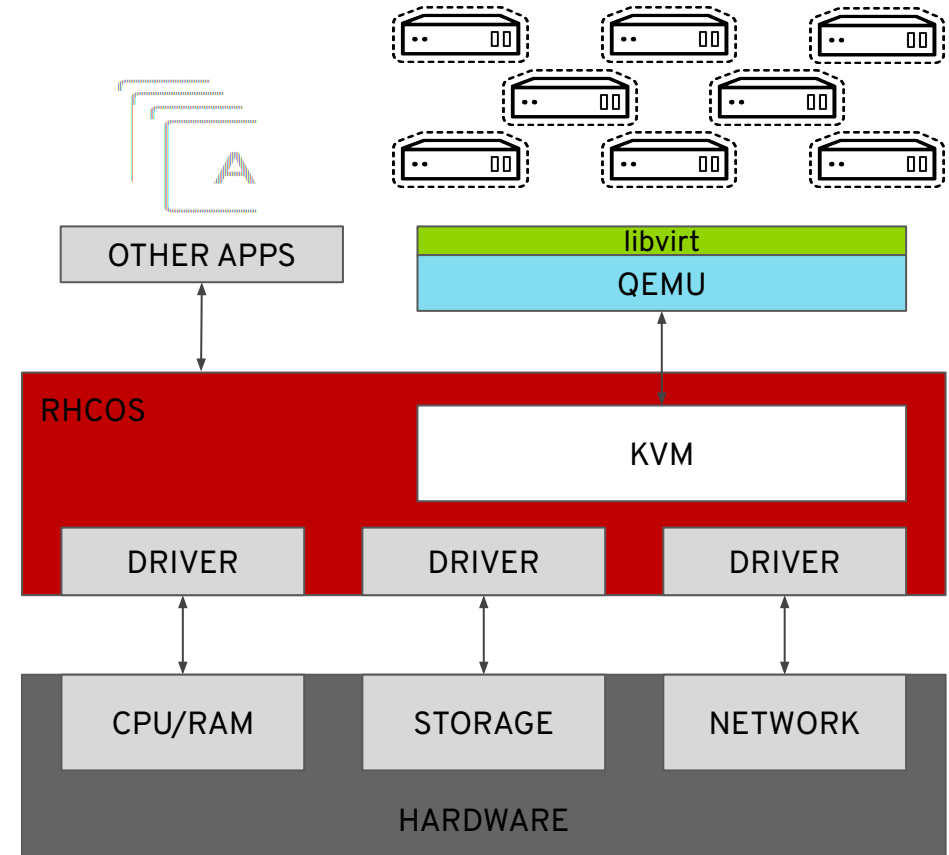 A
OTHER APPS
libvirt
QEMU
RHCOS
KVM
DRIVER
DRIVER
DRIVER
CPU/RAM
STORAGE
NETWORK
HARDWARE